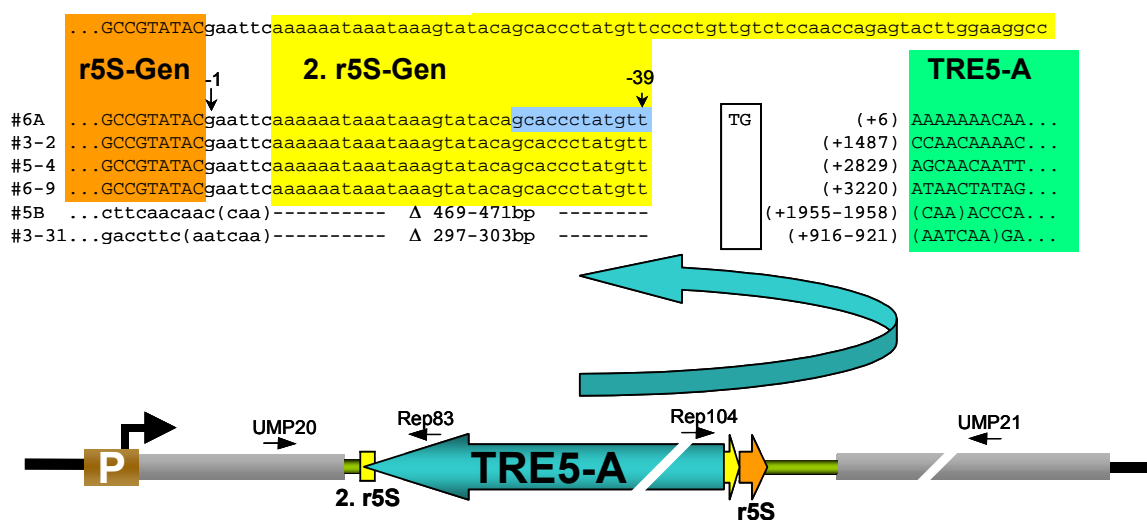 ...GCCGTATACgaattcaaaaaataaataaagtatacagcaccctatgttcccctgttgtctccaaccagagtacttggaaggcc
r5S-Gen 2. r5S-Gen TRE5-A
-1 -39
#6A ...GCCGTATACgaattcaaaaaataaataaagtatacagcaccctatgtt TG (+6) AAAAAAACAA...
#3-2 ...GCCGTATACgaattcaaaaaataaataaagtatacagcaccctatgtt (+1487) CCAACAAAAC...
#5-4 ...GCCGTATACgaattcaaaaaataaataaagtatacagcaccctatgtt (+2829) AGCAACAATT...
#6-9 ...GCCGTATACgaattcaaaaaataaataaagtatacagcaccctatgtt (+3220) ATAACTATAG...
#5B ...cttcaacaac(caa)---------- Δ 469-471bp -------- (+1955-1958) (CAA)ACCCA...
#3-31...gaccttc(aatcaa)---------- Δ 297-303bp -------- (+916-921) (AATCAA)GA...
UMP20 Rep83 Rep104 UMP21
P TRE5-A
2. r5S r5S